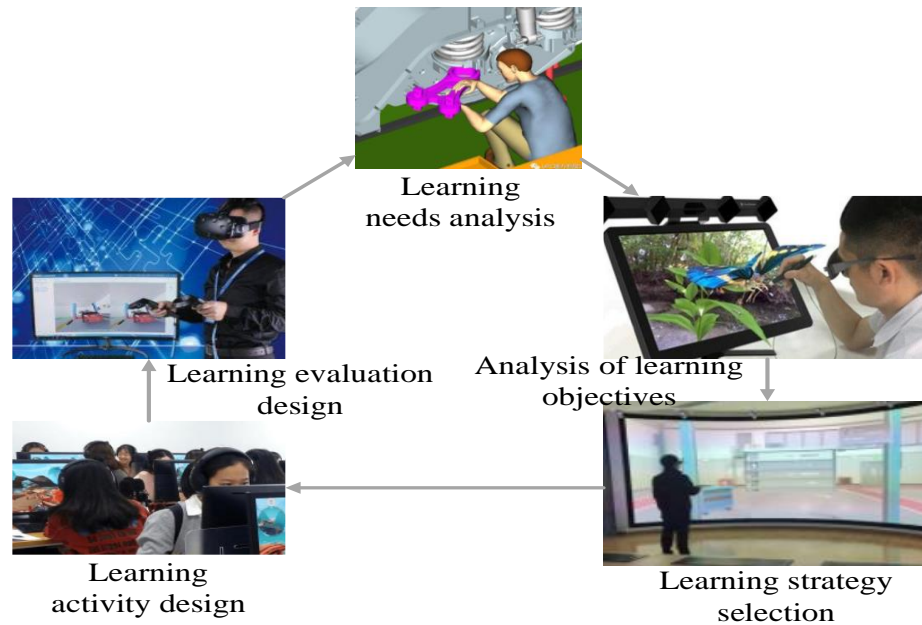 Learning
needs analysis
Analysis of learning
objectives
Learning strategy
selection
Learning
activity design
Learning evaluation
design